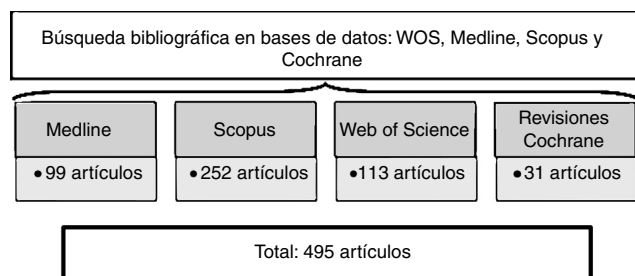 Búsqueda bibliográfica en bases de datos: WOS, Medline, Scopus y
Cochrane
Medline
Scopus
Web of Science
Revisiones
Cochrane
• 99 artículos
• 252 artículos
• 113 artículos
• 31 artículos
Total: 495 artículos